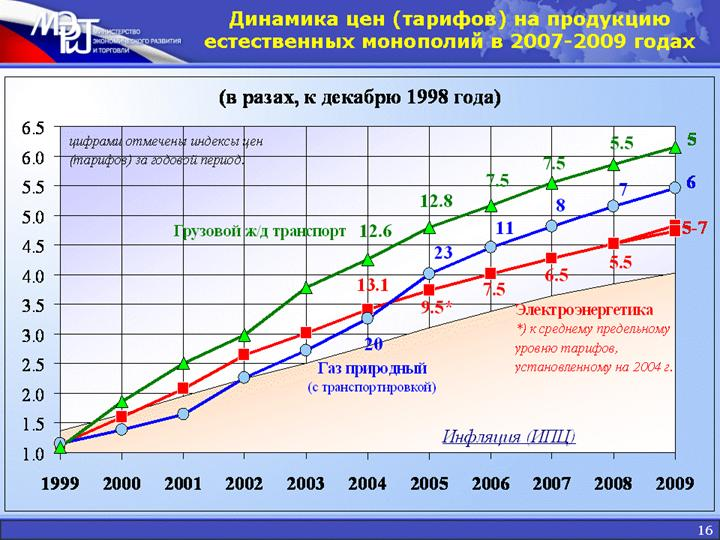 МЭРТ
МИНИСТЕРСТВО
ЭКОНОМИЧЕСКОГО РАЗВИТИЯ
И ТОРГОВЛИ
Динамика цен (тарифов) на продукцию
естественных монополий в 2007-2009 годах
(в разах, к декабрю 1998 года)
цифрами отмечены индексы цен
(тарифов) за годовой период.
6.5
6.0
5.5
5.0
4.5
4.0
3.5
3.0
2.5
2.0
1.5
1.0
Грузовой ж/д транспорт
12.6
12.8
7.5
7.5
5.5
5
20
23
11
8
7
6
13.1
9.5*
7.5
6.5
5.5
5-7
Газ природный
(с транспортировкой)
Электроэнергетика
*) к среднему предельному
уровню тарифов,
установленному на 2004 г.
Инфляция (ИПЦ)
1999 2000 2001 2002 2003 2004 2005 2006 2007 2008 2009
16